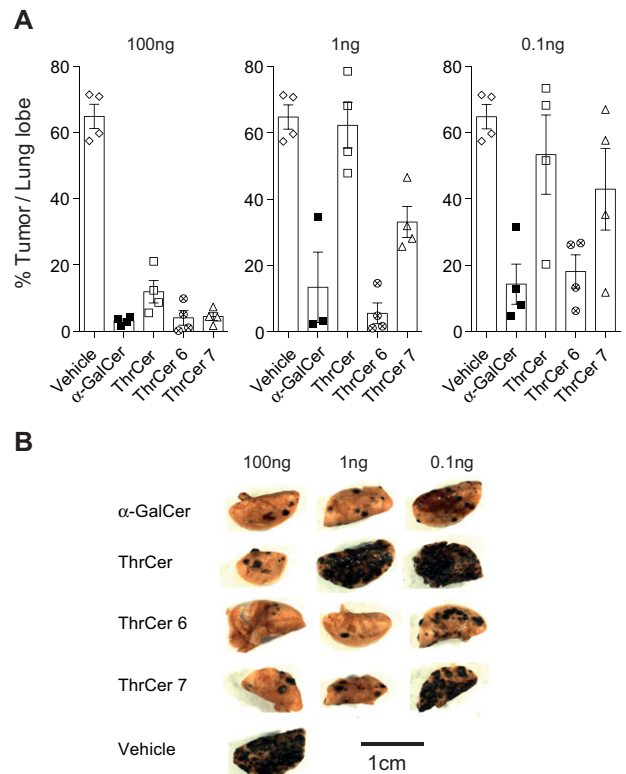 A
100ng 1ng 0.1ng
% Tumor / Lung lobe
80 80 80
60 60 60
40 40 40
20 20 20
0 0 0
Vehicle α-GalCer ThrCer ThrCer 6 ThrCer 7 Vehicle α-GalCer ThrCer ThrCer 6 ThrCer 7 Vehicle α-GalCer ThrCer ThrCer 6 ThrCer 7
B
100ng 1ng 0.1ng
α-GalCer
ThrCer
ThrCer 6
ThrCer 7
Vehicle
1cm